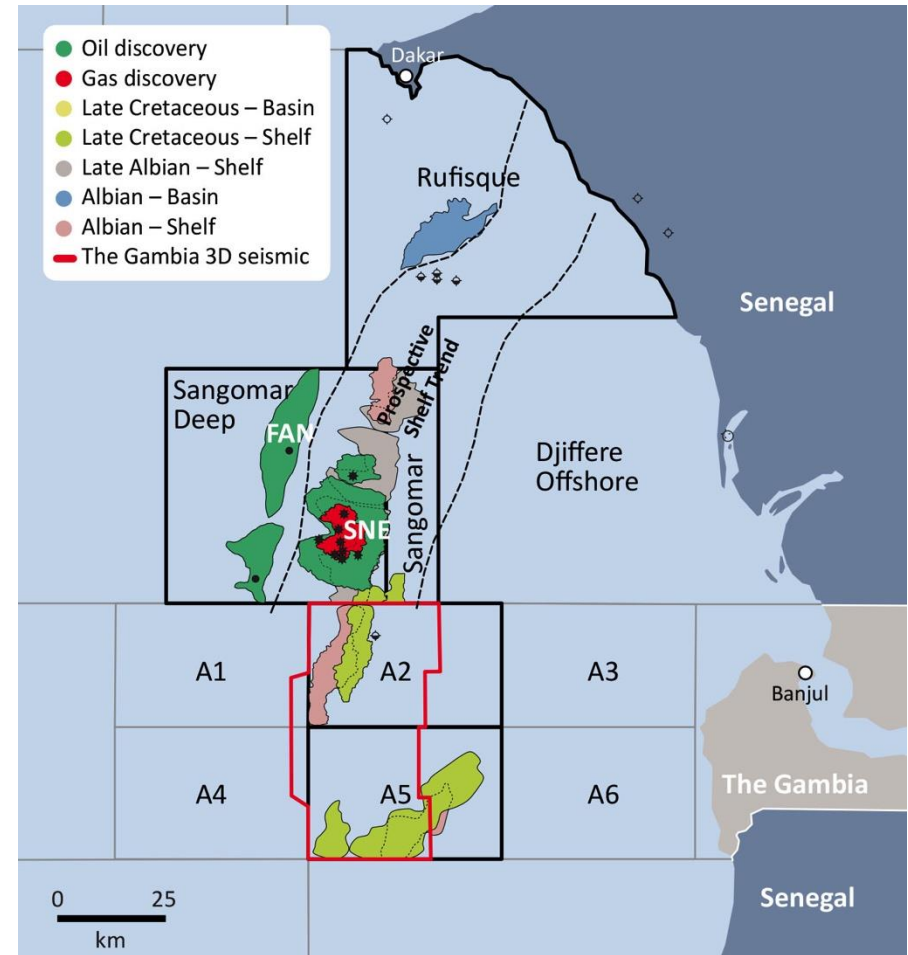 Oil discovery
Gas discovery
Late Cretaceous – Basin
Late Cretaceous – Shelf
Late Albian – Shelf
Albian – Basin
Albian – Shelf
The Gambia 3D seismic
Dakar
Rufisque
Senegal
Prospective
Shelf Trend
Sangomar
Deep
FAN
SNE
Sangomar
Djiffere
Offshore
A1
A2
A3
Banjul
A4
A5
A6
The Gambia
Senegal
0 25
km